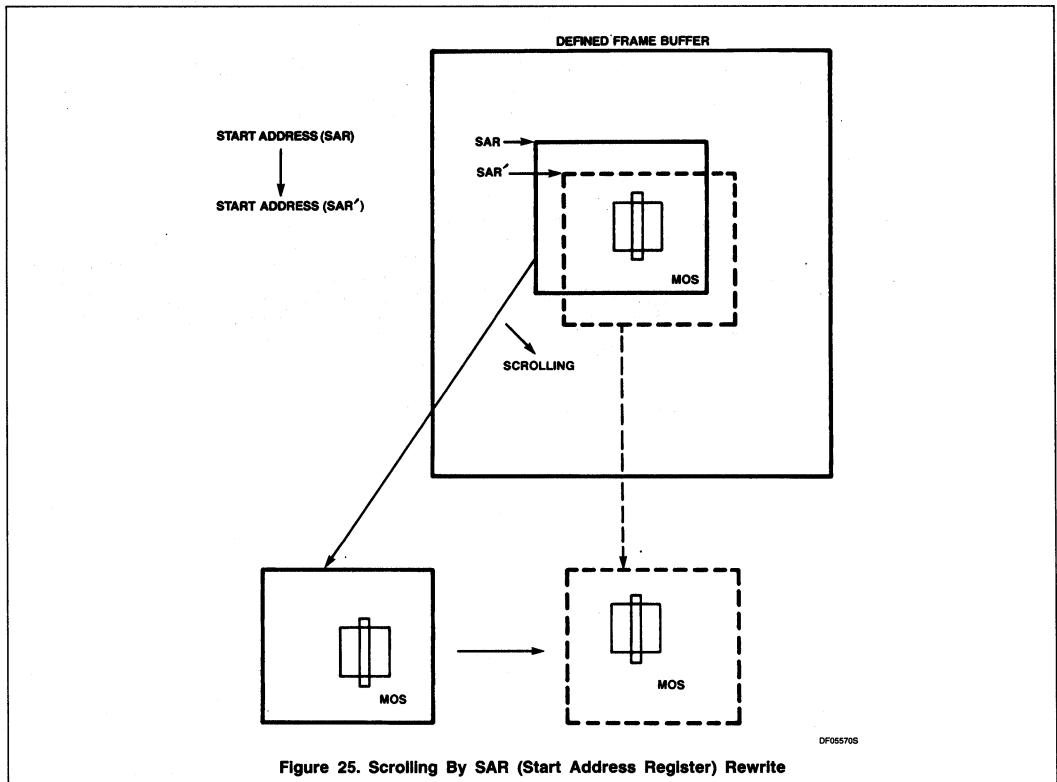 DEFINED FRAME BUFFER
START ADDRESS (SAR)
SAR
SAR′
START ADDRESS (SAR′)
MOS
SCROLLING
MOS
MOS
DF05570S
Figure 25. Scrolling By SAR (Start Address Register) Rewrite